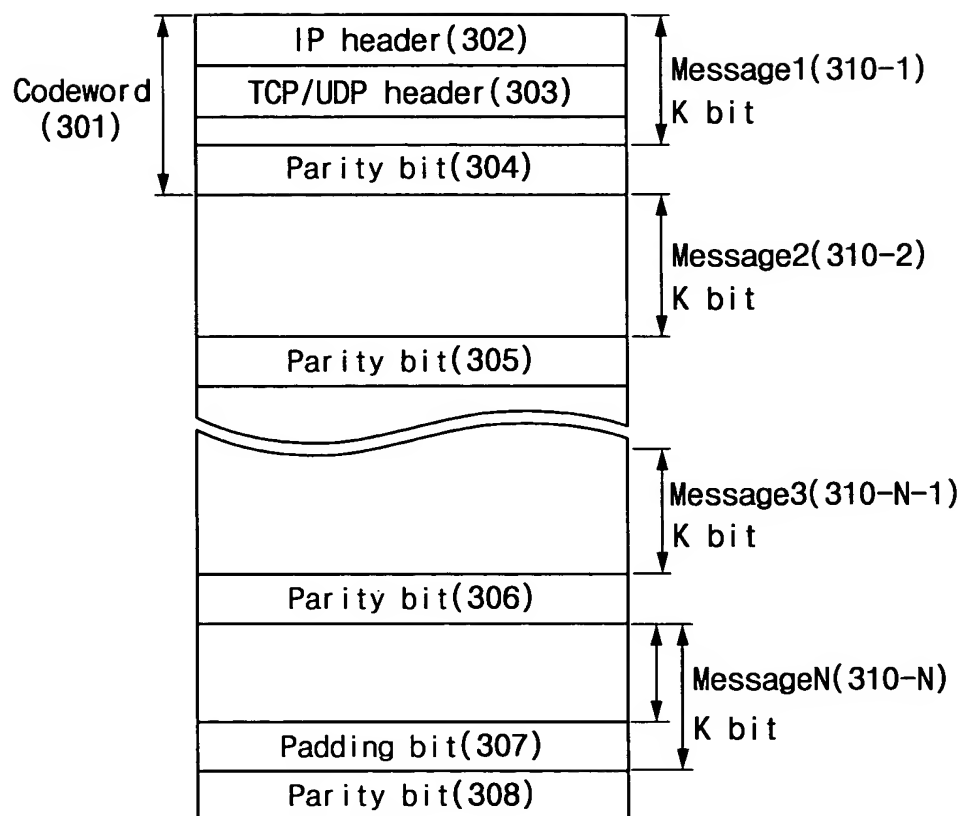 IP header(302)
Message1(310-1)
K bit
Codeword
(301)
TCP/UDP header(303)
Parity bit(304)
Message2(310-2)
K bit
Parity bit(305)
Message3(310-N-1)
K bit
Parity bit(306)
MessageN(310-N)
K bit
Padding bit(307)
Parity bit(308)